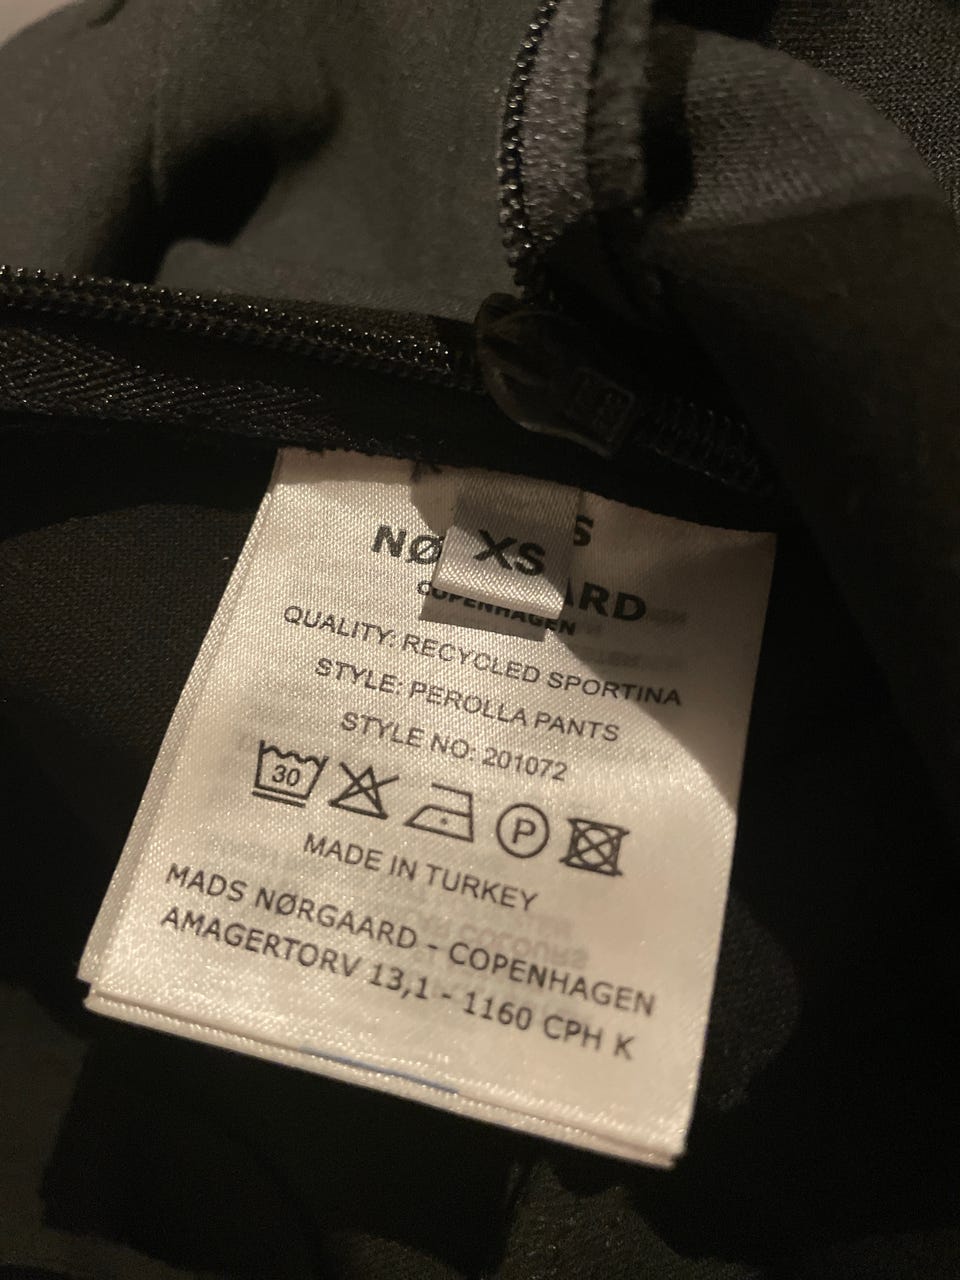 XS
COPENHAGEN
QUALITY: RECYCLED SPORTINA
STYLE: PEROLLA PANTS
STYLE NO: 201072
30
P
MADE IN TURKEY
MADS NØRGAARD - COPENHAGEN
AMAGERTORV 13,1 - 1160 CPH K